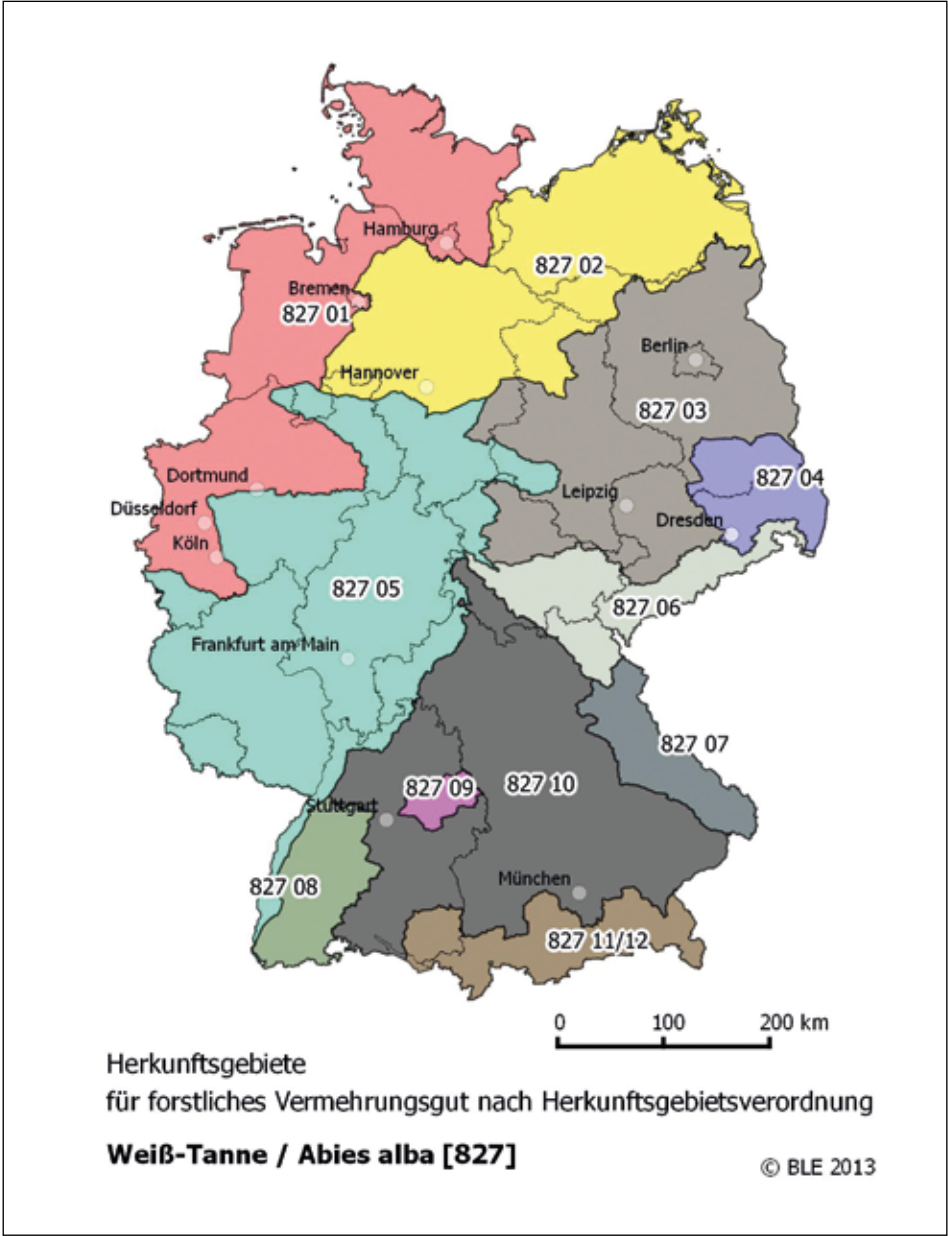 Hamburg
827 02
Bremen
827 01
Berlin
Hannover
827 03
Dortmund
827 04
Leipzig
Düsseldorf
Dresden
Köln
827 05
827 06
Frankfurt am Main
827 07
827 09
827 10
Stuttgart
827 08
München
827 11/12
0 100 200 km
Herkunftsgebiete
für forstliches Vermehrungsgut nach Herkunftsgebietsverordnung
Weiß-Tanne / Abies alba [827]
© BLE 2013